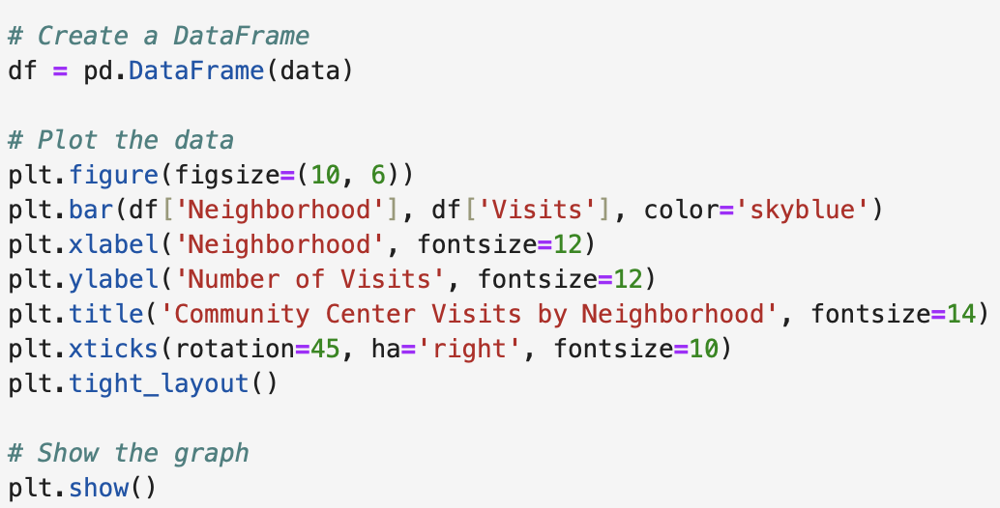 # Create a DataFrame
df = pd.DataFrame(data)
# Plot the data
plt.figure(figsize=(10, 6))
plt.bar(df['Neighborhood'], df['Visits'], color='skyblue')
plt.xlabel('Neighborhood', fontsize=12)
plt.ylabel('Number of Visits', fontsize=12)
plt.title('Community Center Visits by Neighborhood', fontsize=14)
plt.xticks(rotation=45, ha='right', fontsize=10)
plt.tight_layout()
# Show the graph
plt.show()